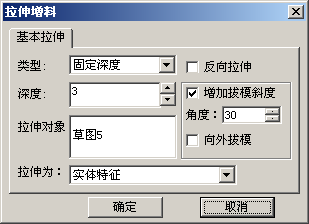 拉伸增料
基本拉伸
类型: 固定深度 反向拉伸
深度: 3 增加拔模斜度
角度: 30
拉伸对象 草图5 向外拔模
拉伸为: 实体特征
确定 取消